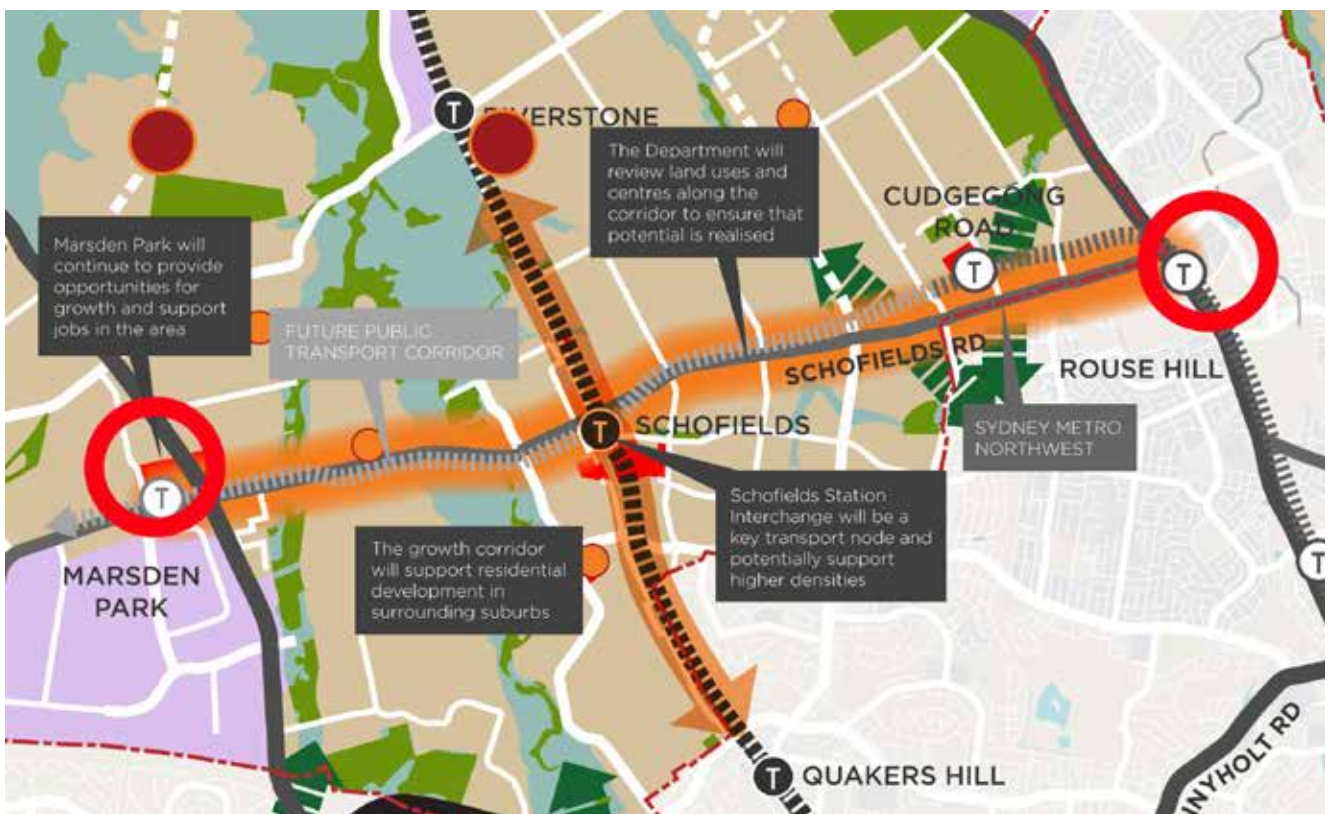 T
RIVERSTONE
The Department will
review land uses and
centres along the
corridor to ensure that
potential is realised
CUDGEGONG
ROAD
T
T
Marsden Park will
continue to provide
opportunities for
growth and support
jobs in the area
FUTURE PUBLIC
TRANSPORT CORRIDOR
SCHOFIELDS RD
ROUSE HILL
T
SCHOFIELDS
SYDNEY METRO
NORTHWEST
T
MARSDEN
PARK
The growth corridor
will support residential
development in
surrounding suburbs
Schofields Station
Interchange will be a
key transport node and
potentially support
higher densities
T
T
QUAKERS HILL
NYHOLT RD